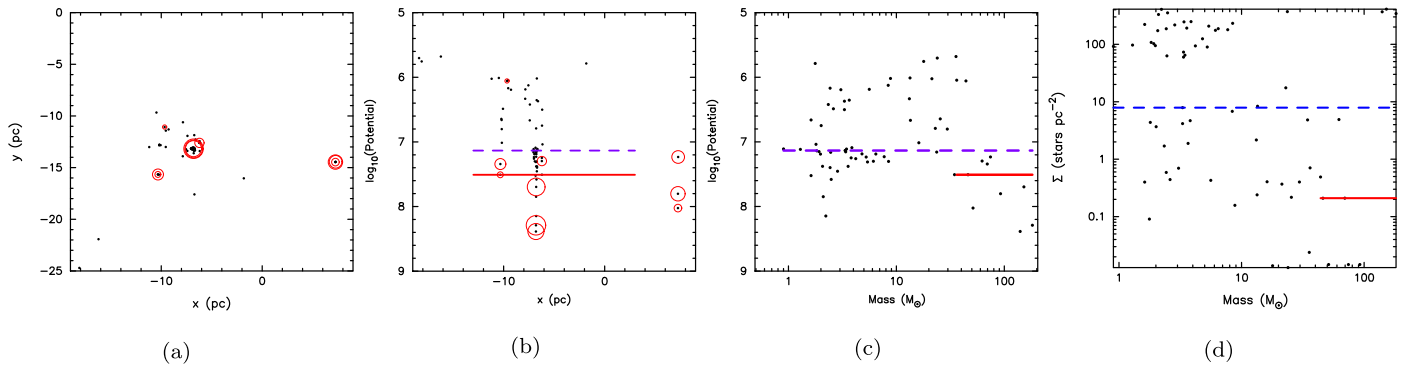 0
−5
−10
−15
−20
−25
y (pc)
−10
0
x (pc)
(a)
5
6
7
8
9
log10(Potential)
−10
0
x (pc)
(b)
5
6
7
8
9
log10(Potential)
1
10
100
Mass (M⊙)
(c)
100
10
1
0.1
Σ (stars pc−2)
1
10
100
Mass (M⊙)
(d)